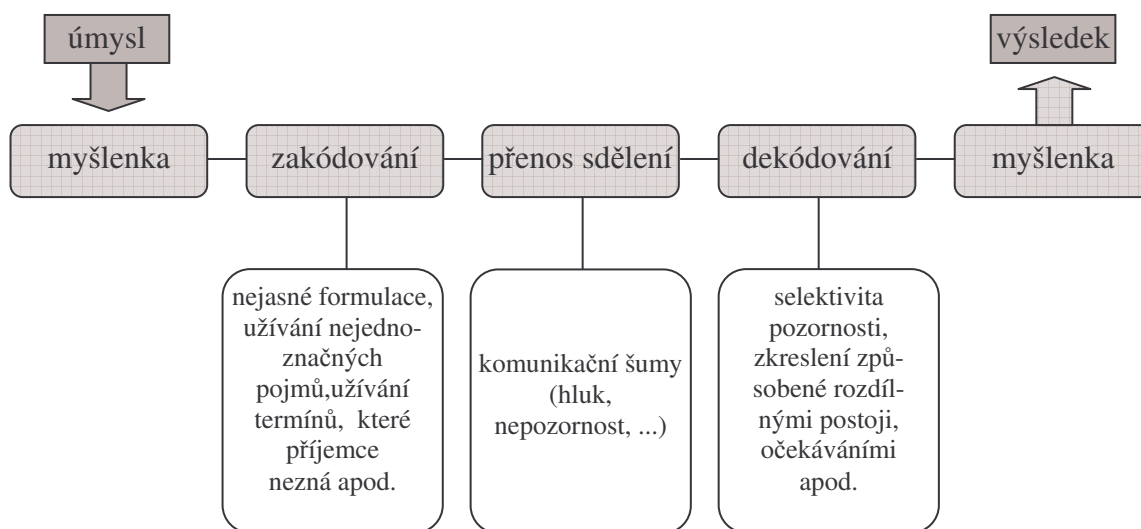 úmysl
výsledek
myšlenka
zakódování
přenos sdělení
dekódování
myšlenka
nejasné formulace,
užívání nejedno-
značných
pojmů,užívání
termínů, které
příjemce
nezná apod.
komunikační šumy
(hluk,
nepozornost, ...)
selektivita
pozornosti,
zkreslení způ-
sobené rozdíl-
nými postoji,
očekáváními
apod.